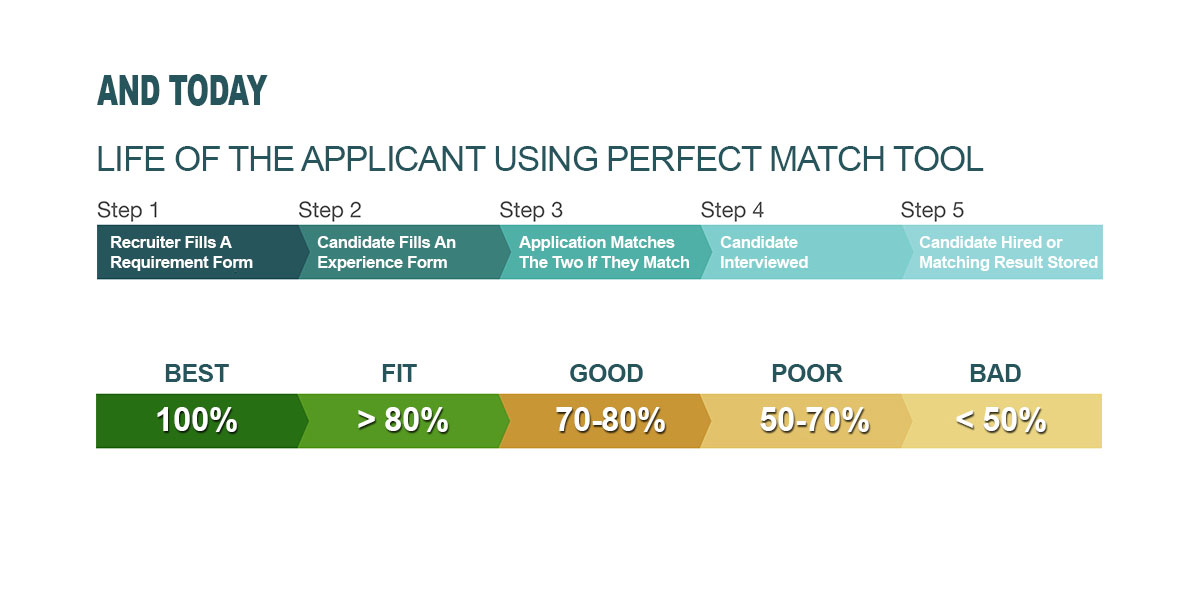 AND TODAY
LIFE OF THE APPLICANT USING PERFECT MATCH TOOL
Step 1
Recruiter Fills A
Requirement Form
Step 2
Candidate Fills An
Experience Form
Step 3
Application Matches
The Two If They Match
Step 4
Candidate
Interviewed
Step 5
Candidate Hired or
Matching Result Stored
BEST
100%
FIT
> 80%
GOOD
70-80%
POOR
50-70%
BAD
< 50%